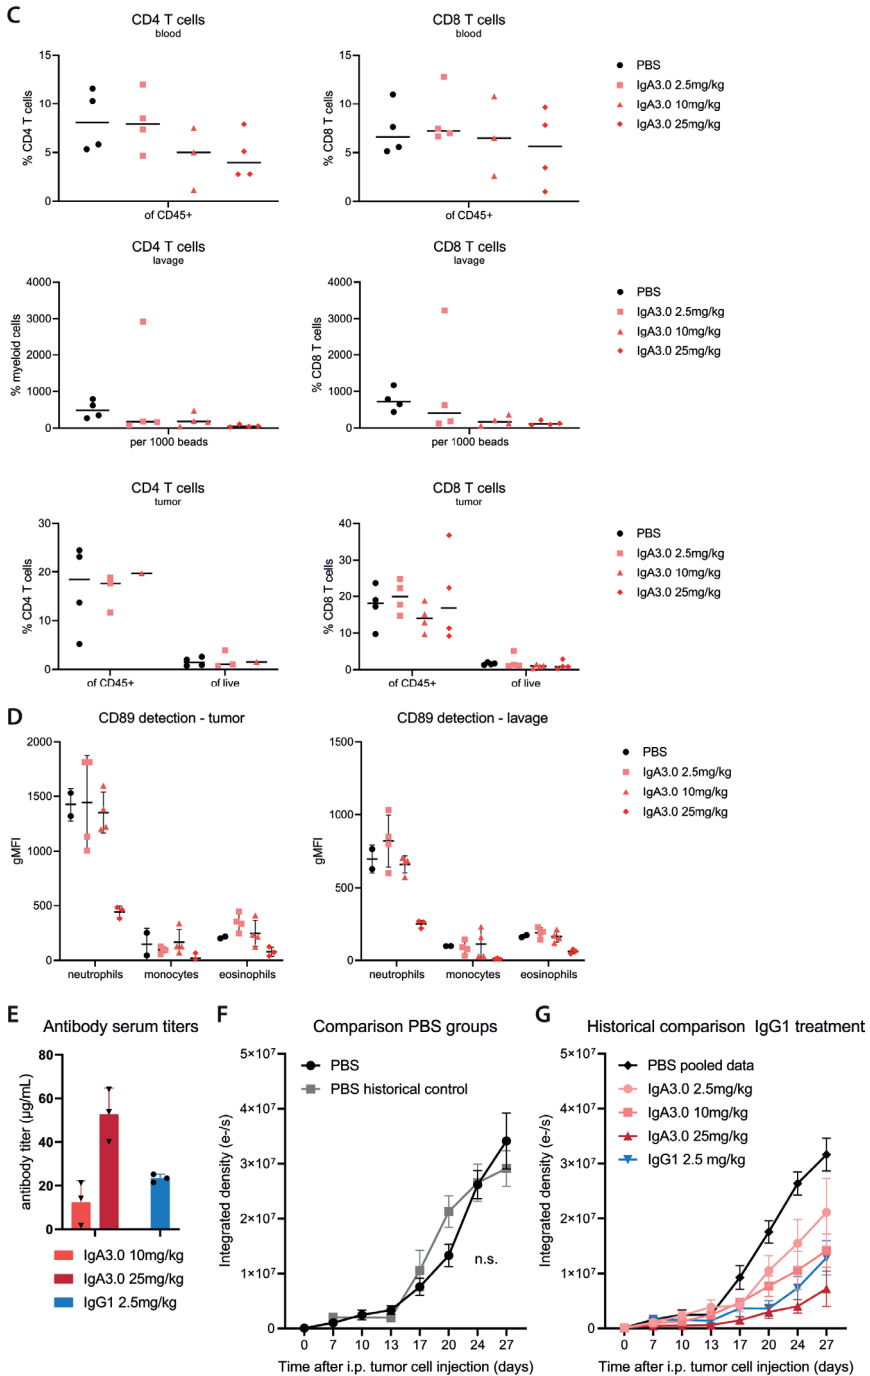 C
CD4 T cells
blood
15
10
5
0
% CD4 T cells
of CD45+
CD8 T cells
blood
15
10
5
0
% CD8 T cells
of CD45+
PBS
IgA3.0 2.5mg/kg
IgA3.0 10mg/kg
IgA3.0 25mg/kg
CD4 T cells
lavage
4000
3000
2000
1000
0
% myeloid cells
per 1000 beads
CD8 T cells
lavage
4000
3000
2000
1000
0
% CD8 T cells
per 1000 beads
PBS
IgA3.0 2.5mg/kg
IgA3.0 10mg/kg
IgA3.0 25mg/kg
CD4 T cells
tumor
30
20
10
0
% CD4 T cells
of CD45+
of live
CD8 T cells
tumor
40
30
20
10
0
% CD8 T cells
of CD45+
of live
PBS
IgA3.0 2.5mg/kg
IgA3.0 10mg/kg
IgA3.0 25mg/kg
D
CD89 detection - tumor
2000
1500
1000
500
0
gMFI
neutrophils
monocytes
eosinophils
CD89 detection - lavage
1500
1000
500
0
gMFI
neutrophils
monocytes
eosinophils
PBS
IgA3.0 2.5mg/kg
IgA3.0 10mg/kg
IgA3.0 25mg/kg
E
Antibody serum titers
80
60
40
20
0
antibody titer (µg/mL)
IgA3.0 10mg/kg
IgA3.0 25mg/kg
IgG1 2.5mg/kg
F
Comparison PBS groups
5×10⁷
4×10⁷
3×10⁷
2×10⁷
1×10⁷
0
Integrated density (e-/s)
PBS
PBS historical control
n.s.
0 7 10 13 17 20 24 27
Time after i.p. tumor cell injection (days)
G
Historical comparison IgG1 treatment
5×10⁷
4×10⁷
3×10⁷
2×10⁷
1×10⁷
0
Integrated density (e-/s)
PBS pooled data
IgA3.0 2.5mg/kg
IgA3.0 10mg/kg
IgA3.0 25mg/kg
IgG1 2.5 mg/kg
0 7 10 13 17 20 24 27
Time after i.p. tumor cell injection (days)